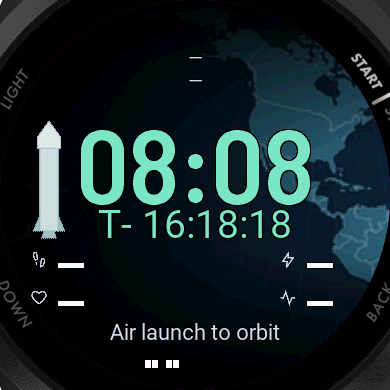 LIGHT
START
08:08
T- 16:18:18
DOWN
BACK
Air launch to orbit